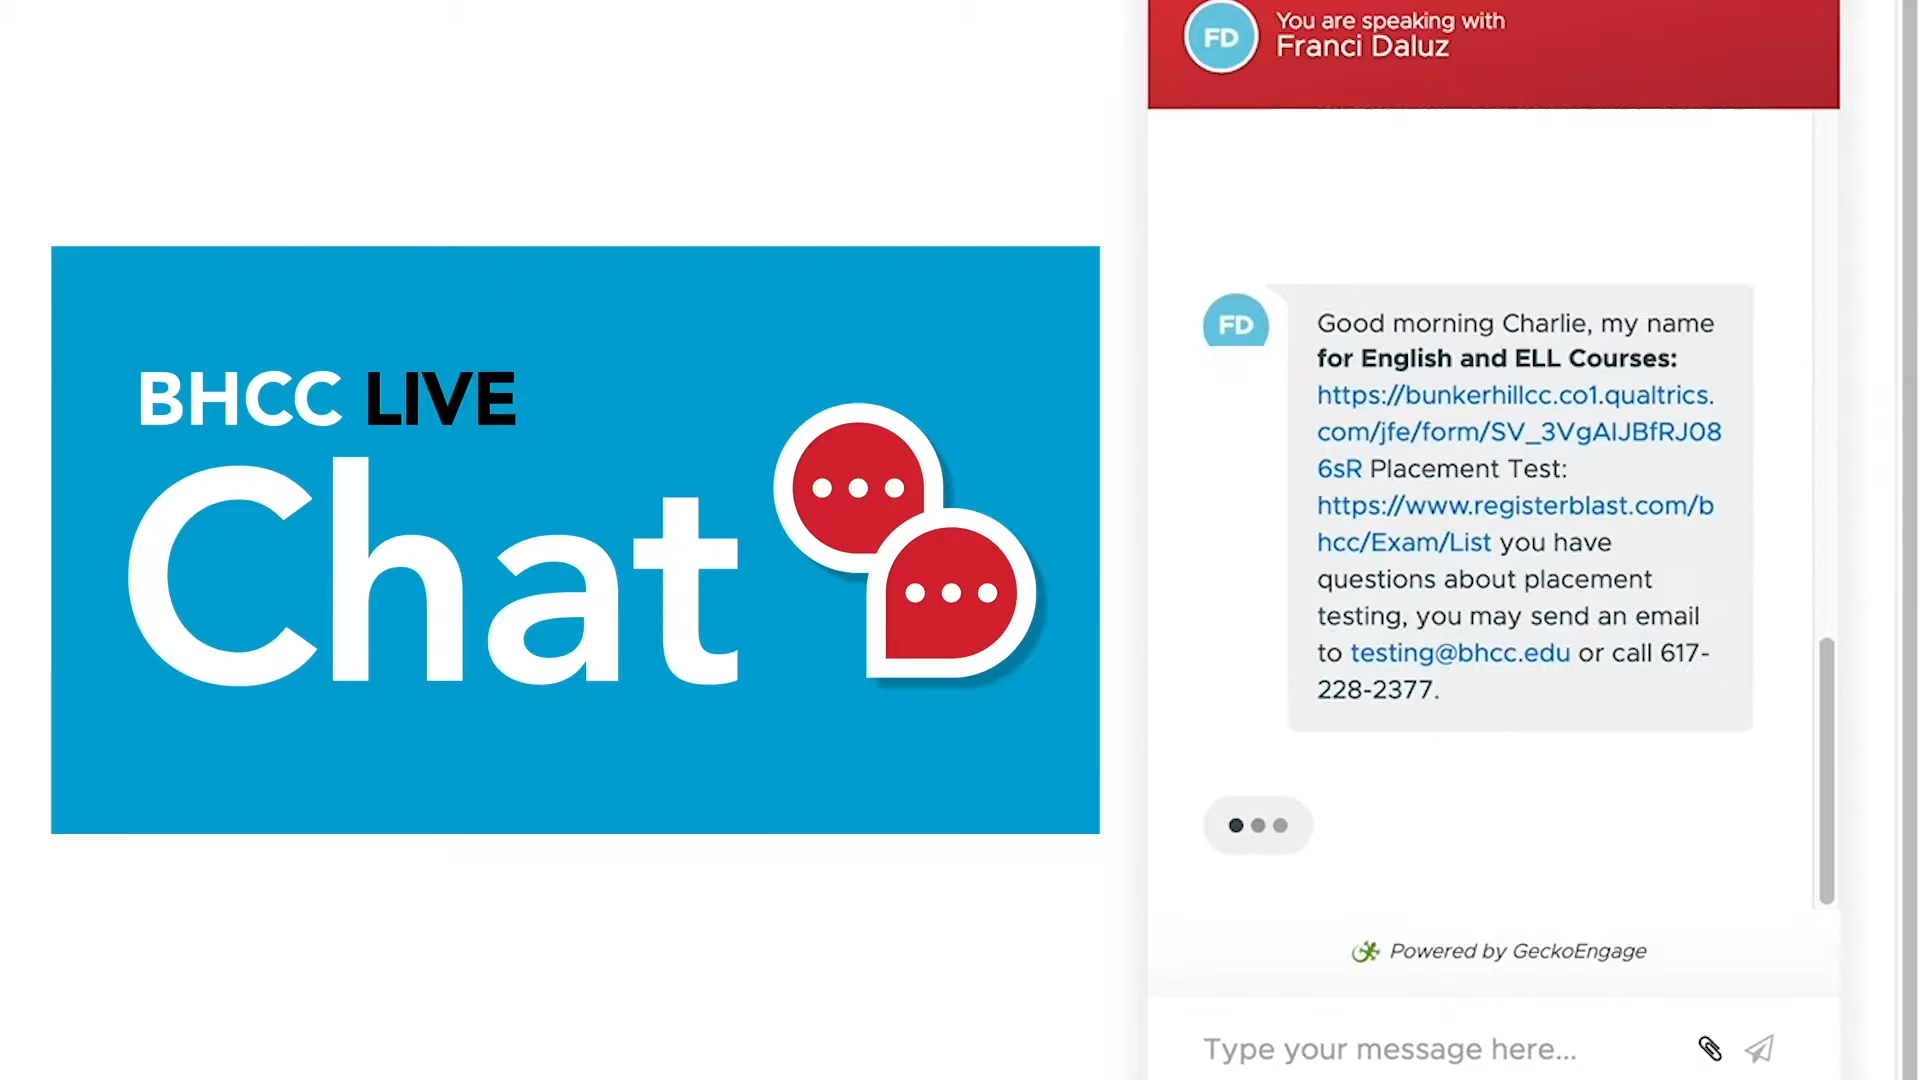 BHCC LIVE
Chat
FD
You are speaking with
Franci Daluz
FD
Good morning Charlie, my name
for English and ELL Courses:
https://bunkerhillcc.co1.qualtrics.
com/jfe/form/SV_3VgAIJBfRJ08
6sR Placement Test:
https://www.registerblast.com/b
hcc/Exam/List you have
questions about placement
testing, you may send an email
to testing@bhcc.edu or call 617-
228-2377.
Powered by GeckoEngage
Type your message here...